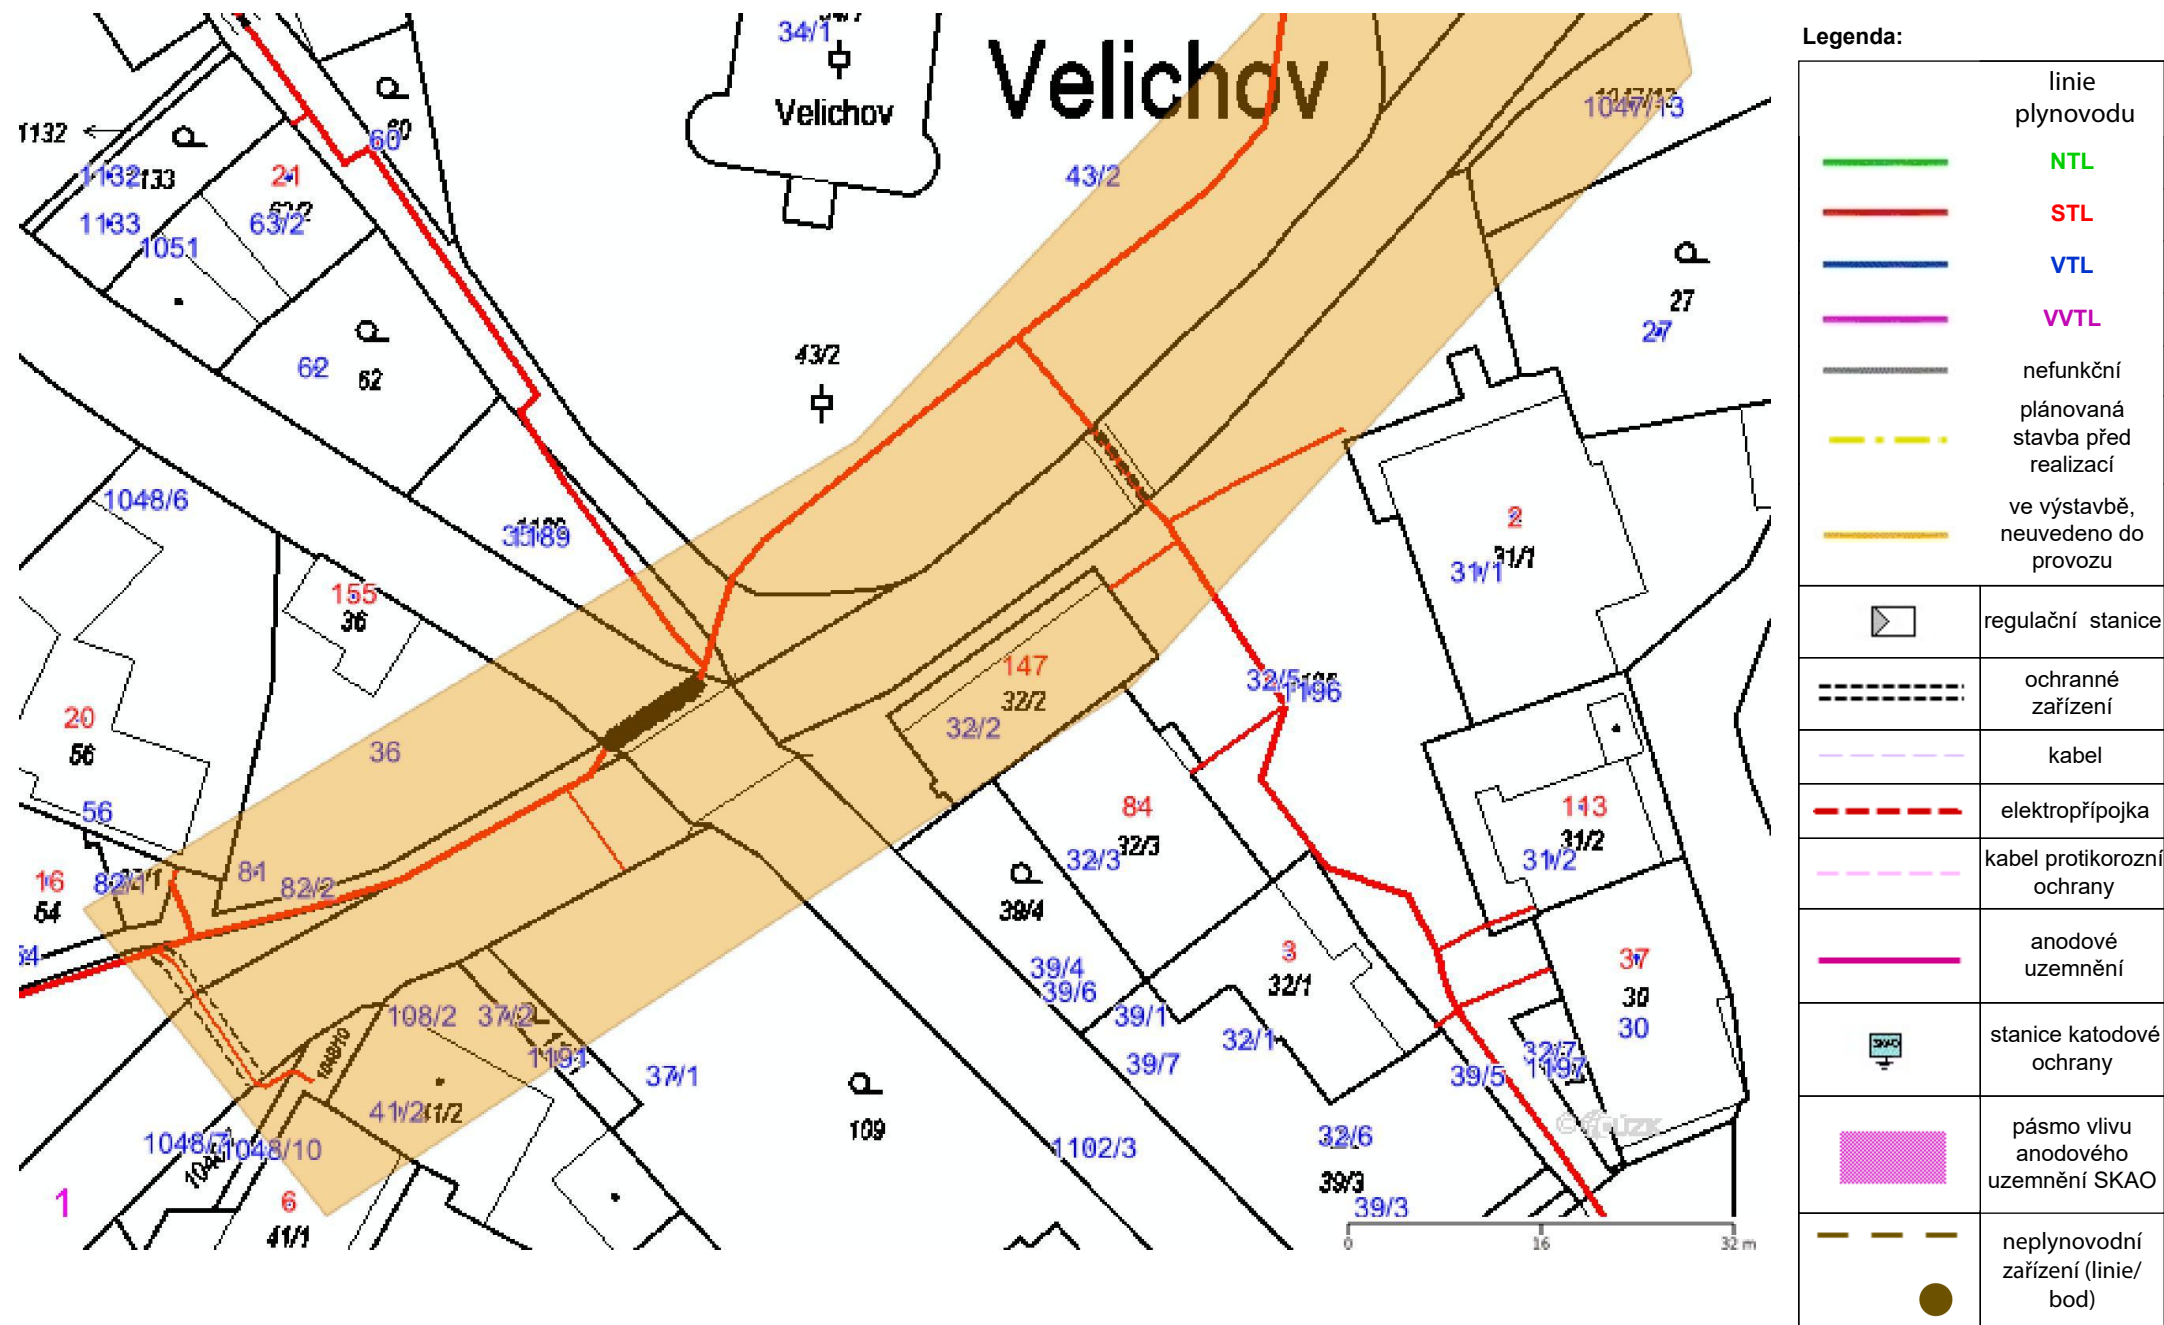 34/1
Velichov
Velichov
1047/13
Legenda:
linie
plynovodu
NTL
STL
VTL
VVTL
nefunkční
plánovaná
stavba před
realizací
ve výstavbě,
neuvedeno do
provozu
regulační stanice
ochranné
zařízení
kabel
elektropřípojka
kabel protikorozní
ochrany
anodové
uzemnění
stanice katodové
ochrany
pásmo vlivu
anodového
uzemnění SKAO
neplynovodní
zařízení (linie/
bod)
1132
60
1132
1133
21
63/2
1051
43/2
27
27
62
62
43/2
1048/6
1189
155
36
2
31/1
31/1
20
56
36
56
147
32/2
32/2
32/5
1196
84
32/3
32/3
113
31/2
31/2
16
64
82/1
81
82/2
39/4
39/4
39/6
3
32/1
32/1
37
30
30
39/1
39/7
108/2
37/2
1191
37/1
1048/10
41/2
41/2
32/7
1197
39/5
109
1102/3
1048/7
1048/10
32/6
39/3
39/3
1
6
41/1
0 16 32 m